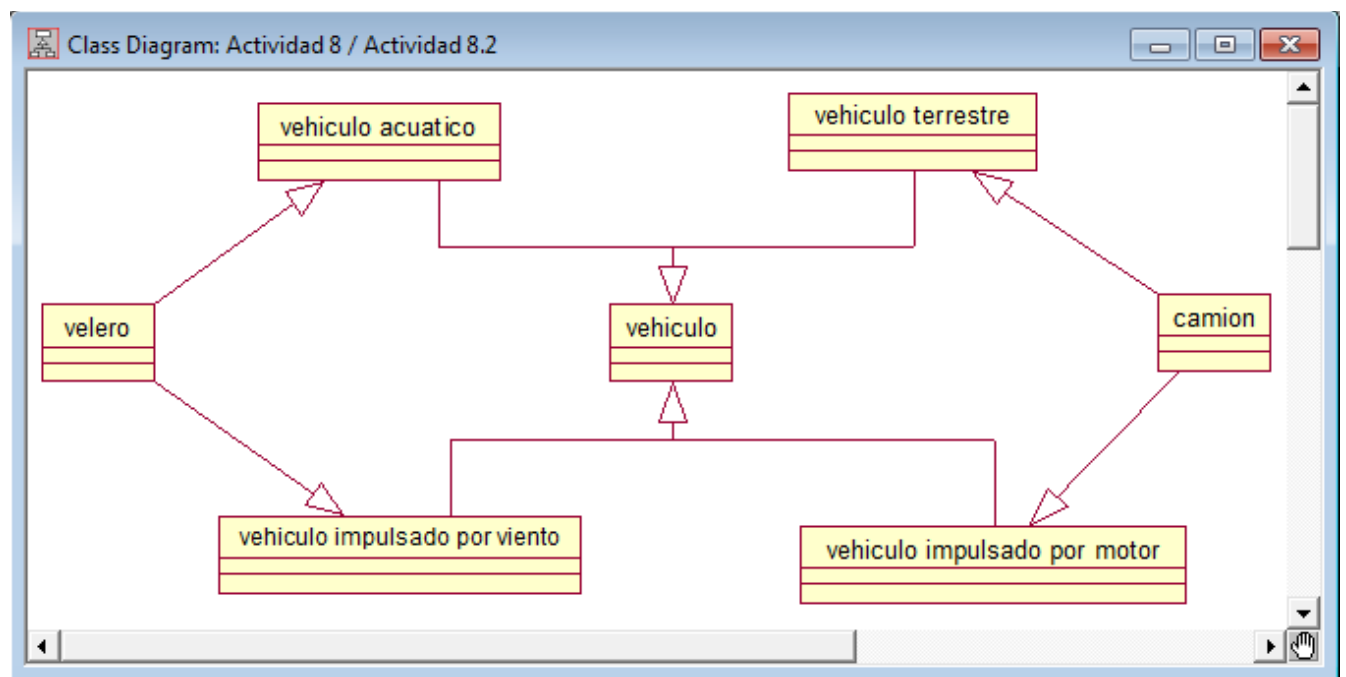 Class Diagram: Actividad 8 / Actividad 8.2
vehiculo acuatico
vehiculo terrestre
velero
vehiculo
camion
vehiculo impulsado por viento
vehiculo impulsado por motor